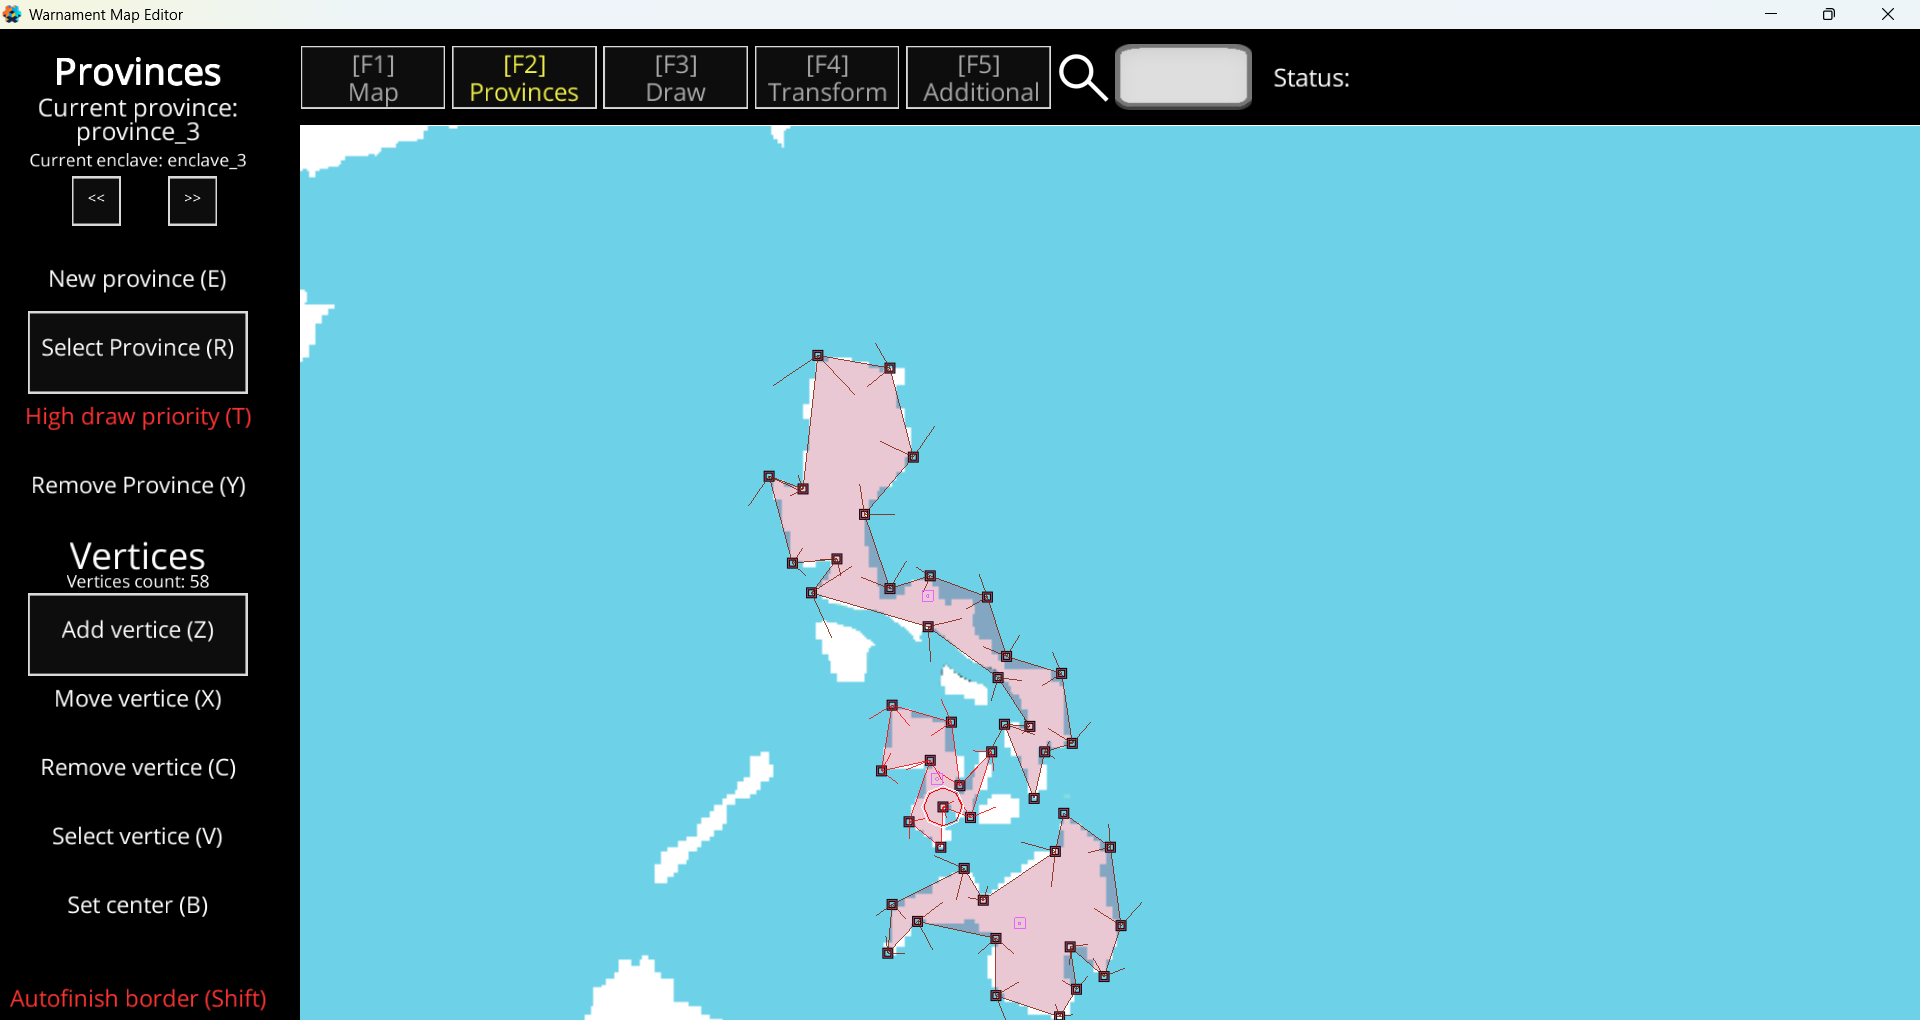 Warnament Map Editor
Provinces
Current province:
province_3
Current enclave: enclave_3
<<
>>
New province (E)
Select Province (R)
High draw priority (T)
Remove Province (Y)
Vertices
Vertices count: 58
Add vertice (Z)
Move vertice (X)
Remove vertice (C)
Select vertice (V)
Set center (B)
Autofinish border (Shift)
[F1]
Map
[F2]
Provinces
[F3]
Draw
[F4]
Transform
[F5]
Additional
Status: